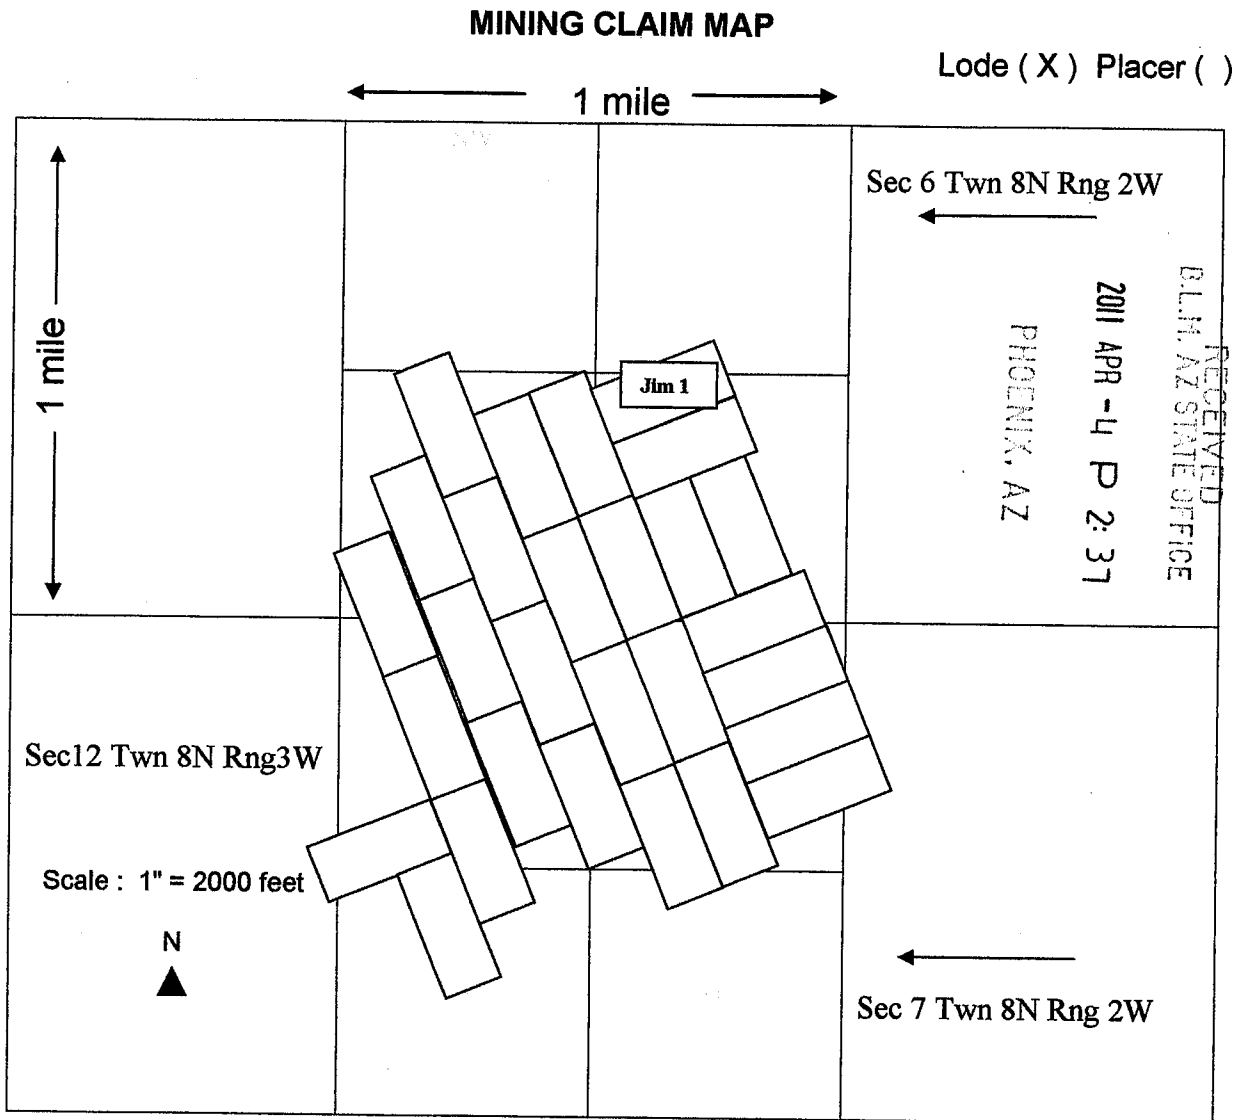 MINING CLAIM MAP
Lode ( X ) Placer ( )
1 mile
Sec 6 Twn 8N Rng 2W
1 mile
RECEIVED
B.L.M. AZ STATE OFFICE
2011 APR -4 P 2:37
PHOENIX, AZ
Jim 1
Sec12 Twn 8N Rng3W
Scale : 1" = 2000 feet
N
Sec 7 Twn 8N Rng 2W